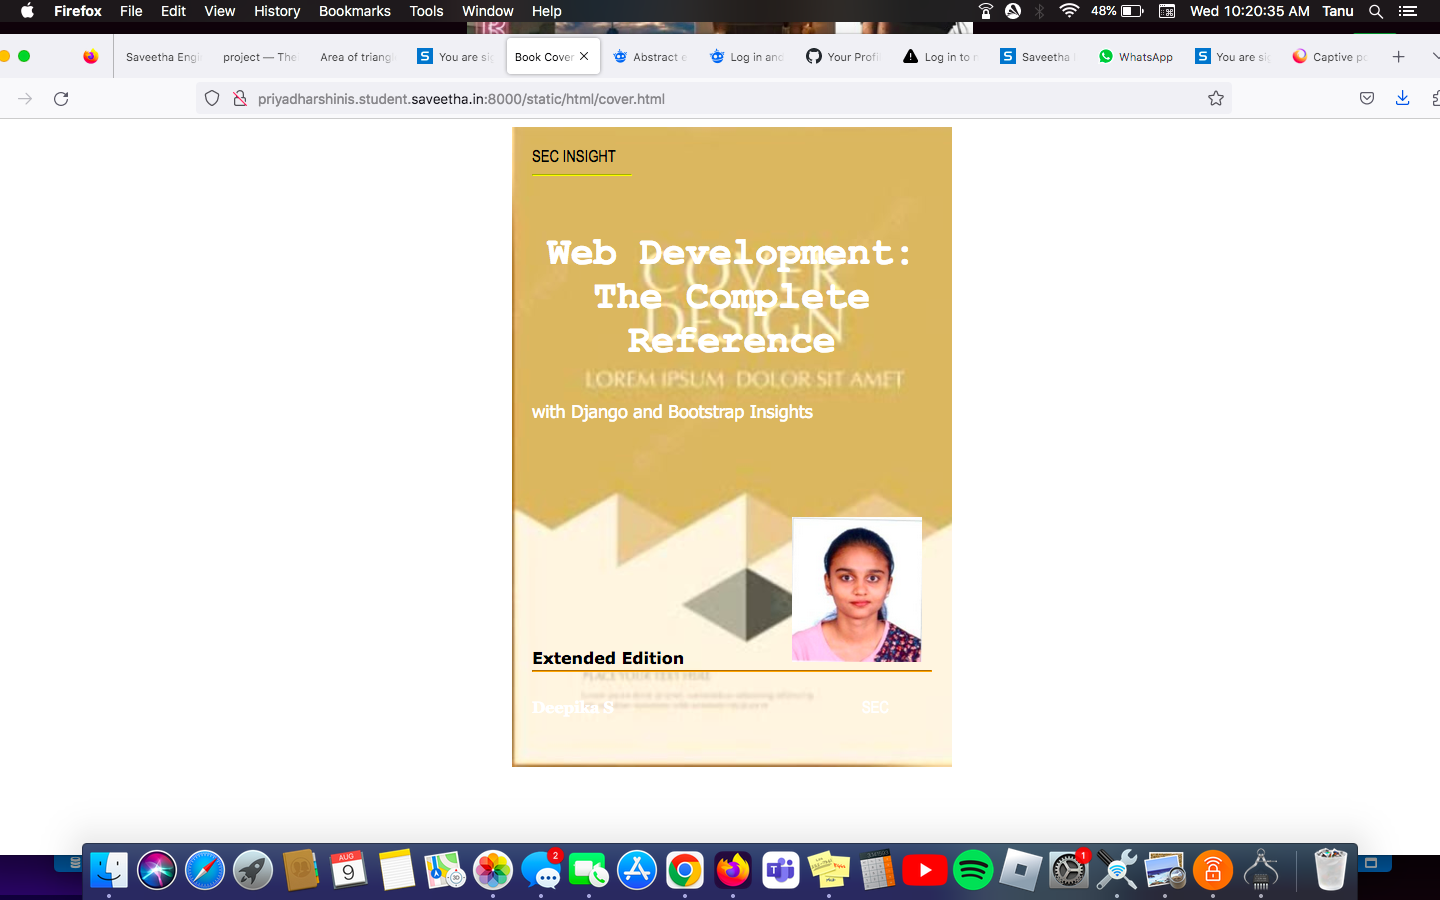 Firefox File Edit View History Bookmarks Tools Window Help 48% Wed 10:20:35 AM Tanu
Saveetha Engi project — The Area of triangl S You are sig Book Cover Abstract e Log in and Your Profi Log in to Saveetha WhatsApp S You are sig Captive po
priyadharshinis.student.saveetha.in:8000/static/html/cover.html
SEC INSIGHT
Web Development:
The Complete
Reference
COVER
DESIGN
LOREM IPSUM DOLOR SIT AMET
with Django and Bootstrap Insights
Extended Edition
PLACE YOUR TEXT HERE
Deepika S SEC
AUG
9
2
1